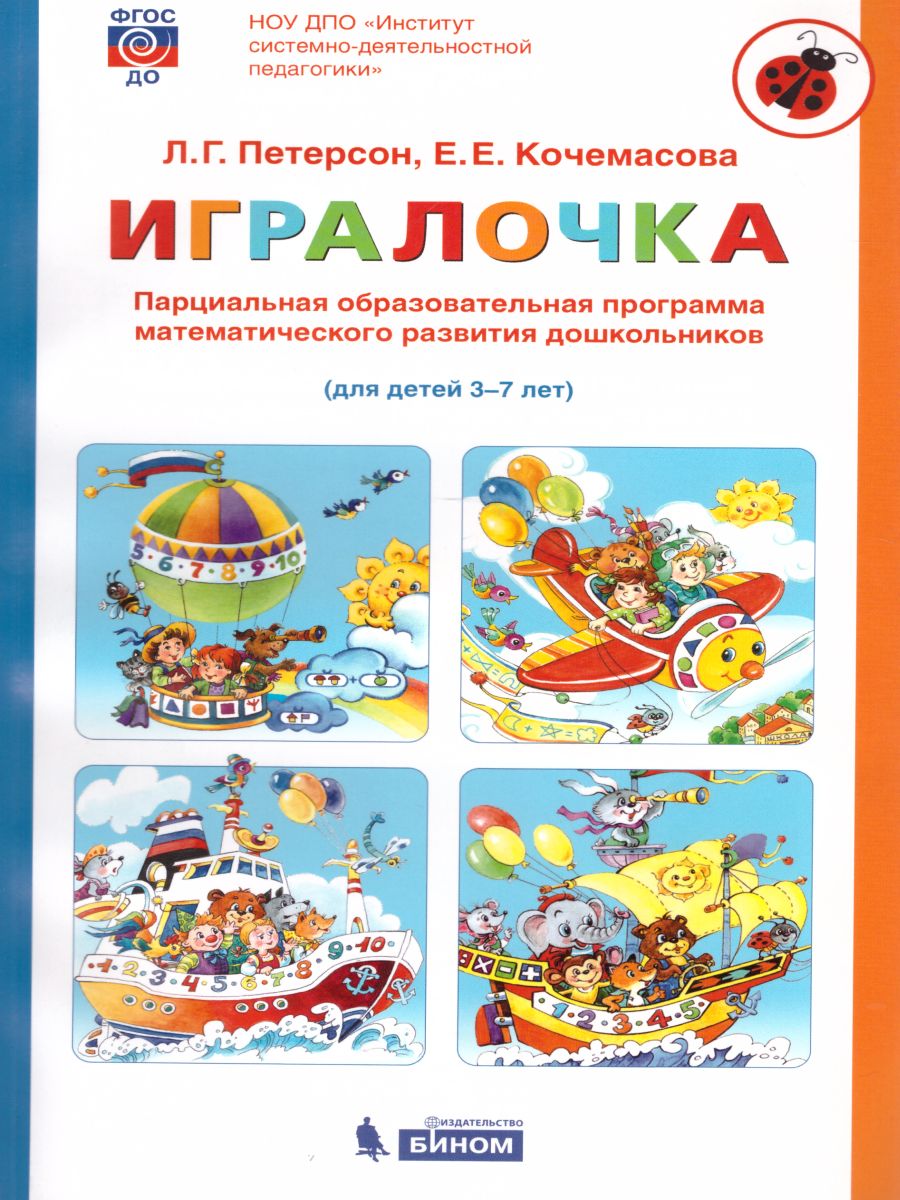 ФГОС
ДО
НОУ ДПО «Институт
системно-деятельностной
педагогики»
Л.Г. Петерсон, Е.Е. Кочемасова
ИГРАЛОЧКА
Парциальная образовательная программа
математического развития дошкольников
(для детей 3–7 лет)
5·6·7·8·9·10
+
+ =
ШКОЛА
+ =
·1·2·3·4·5·6·7·8·9·10·
: × − +
·1·2·3·4·5·
ИЗДАТЕЛЬСТВО
БИНОМ